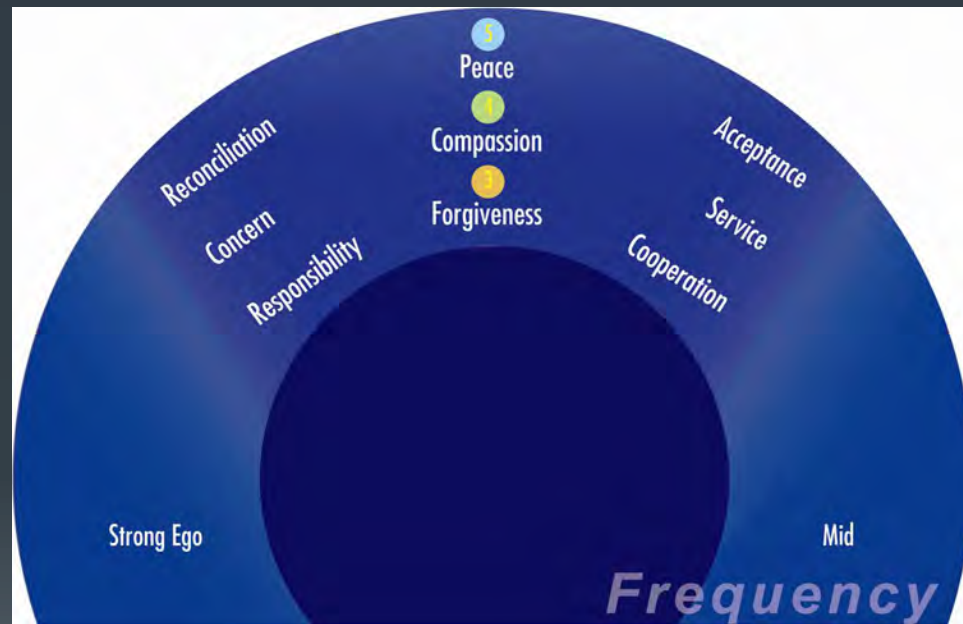 5
Peace
4
Compassion
3
Forgiveness
Reconciliation
Concern
Responsibility
Acceptance
Service
Cooperation
Strong Ego
Mid
Frequency